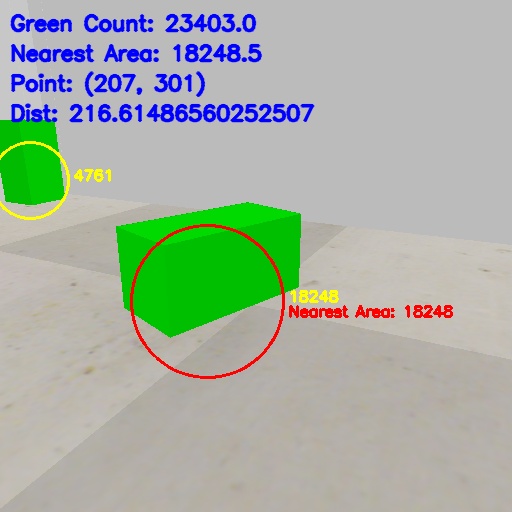 Green Count: 23403.0
Nearest Area: 18248.5
Point: (207, 301)
Dist: 216.61486560252507
4761
18248
Nearest Area: 18248